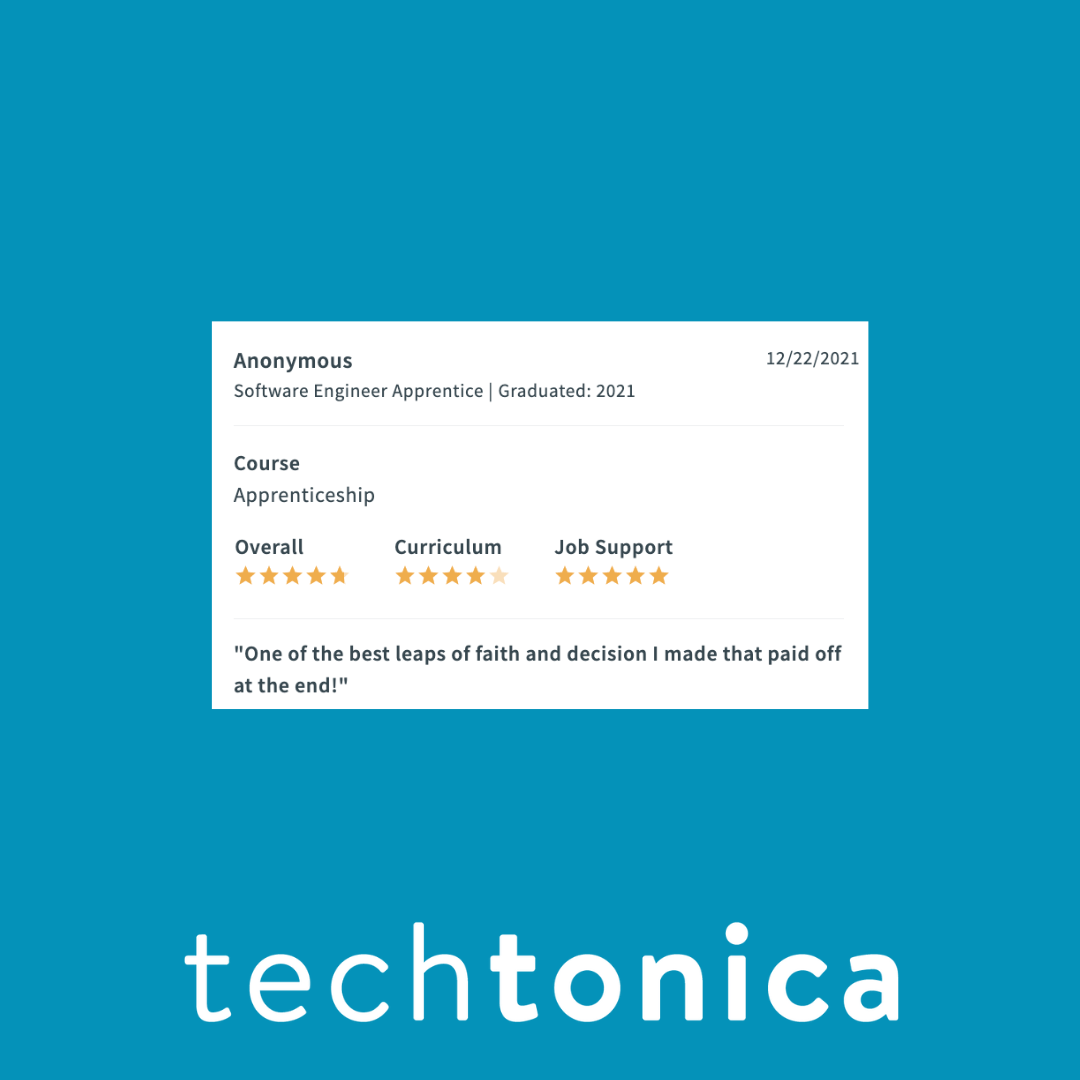 Anonymous 12/22/2021
Software Engineer Apprentice | Graduated: 2021
Course
Apprenticeship
Overall Curriculum Job Support
"One of the best leaps of faith and decision I made that paid off
at the end!"
techtonica